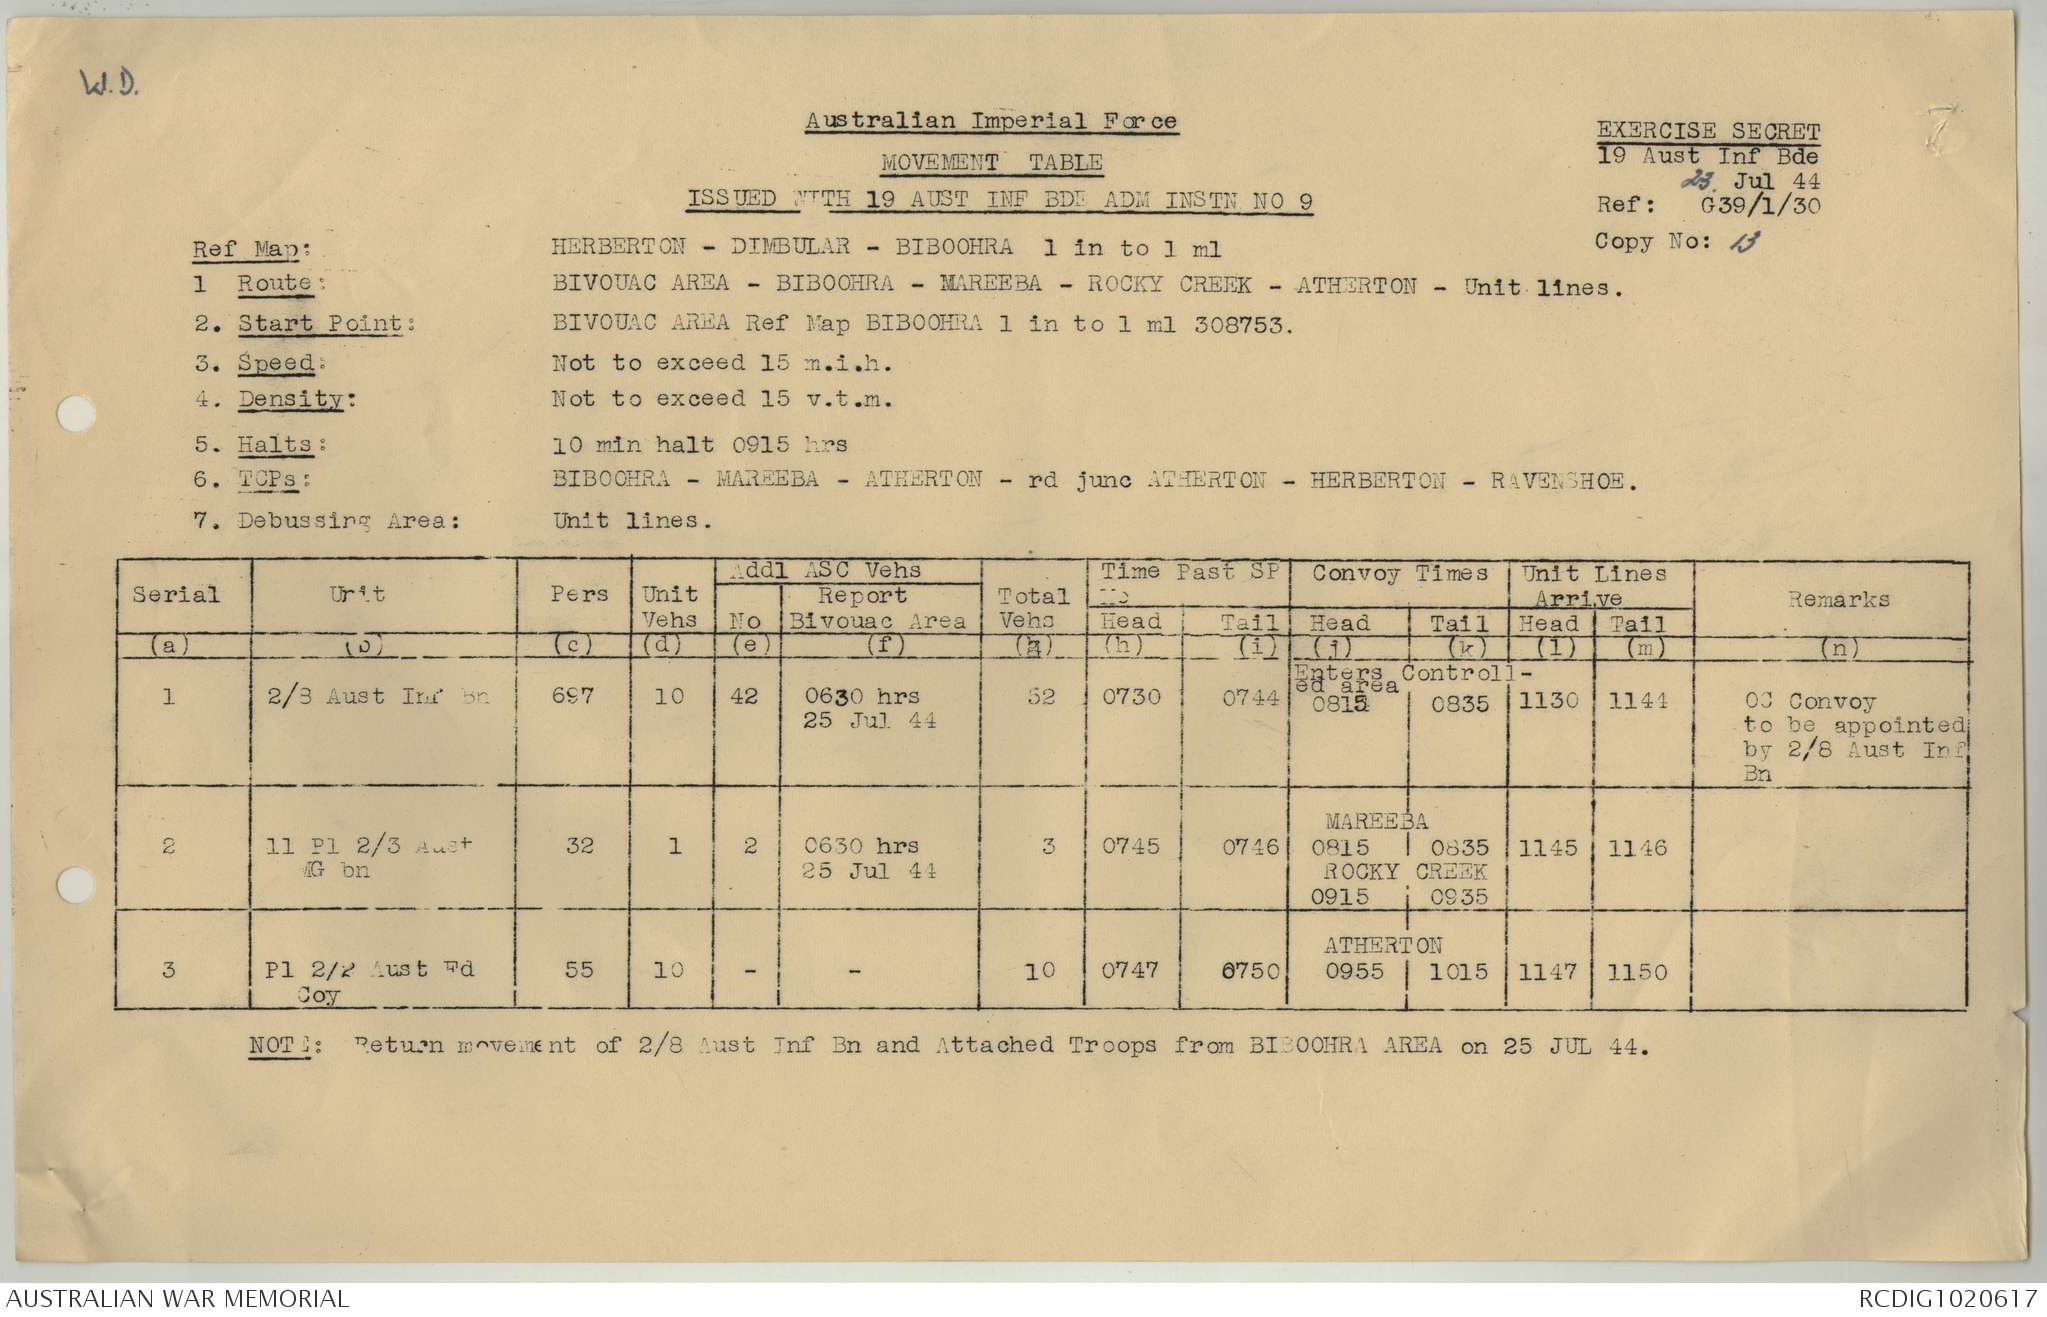 W.D.
Australian Imperial Force
MOVEMENT TABLE
ISSUED WITH 19 AUST INF BDE ADM INSTN NO 9
EXERCISE SECRET
19 Aust Inf Bde
23. Jul 44
Ref: G39/1/30
Copy No: 13
Ref Map: HERBERTON - DIMBULAR - BIBOOHRA 1 in to 1 ml
1 Route: BIVOUAC AREA - BIBOOHRA - MAREEBA - ROCKY CREEK - ATHERTON - Unit lines.
2. Start Point: BIVOUAC AREA Ref Map BIBOOHRA 1 in to 1 ml 308753.
3. Speed: Not to exceed 15 m.i.h.
4. Density: Not to exceed 15 v.t.m.
5. Halts: 10 min halt 0915 hrs
6. TCPs: BIBOOHRA - MAREEBA - ATHERTON - rd junc ATHERTON - HERBERTON - RAVENSHOE.
7. Debussing Area: Unit lines.
Serial Unit Pers Unit Vehs Addl ASC Vehs No Report Bivouac Area Total Vehs Time Past SP Head Tail Convoy Times Head Tail Unit Lines Arrive Head Tail Remarks
(a) (b) (c) (d) (e) (f) (g) (h) (i) (j) (k) (l) (m) (n)
Enters Controll-
ed area
1 2/8 Aust Inf Bn 697 10 42 0630 hrs 52 0730 0744 0815 0835 1130 1144 OC Convoy
25 Jul 44 to be appointed
by 2/8 Aust Inf
Bn
MAREEBA
2 11 Pl 2/3 Aust 32 1 2 0630 hrs 3 0745 0746 0815 0835 1145 1146
MG bn 25 Jul 44 ROCKY CREEK
0915 0935
ATHERTON
3 Pl 2/2 Aust Fd 55 10 - - 10 0747 0750 0955 1015 1147 1150
Coy
NOTE: Return movement of 2/8 Aust Inf Bn and Attached Troops from BIBOOHRA AREA on 25 JUL 44.
AUSTRALIAN WAR MEMORIAL
RCDIG1020617